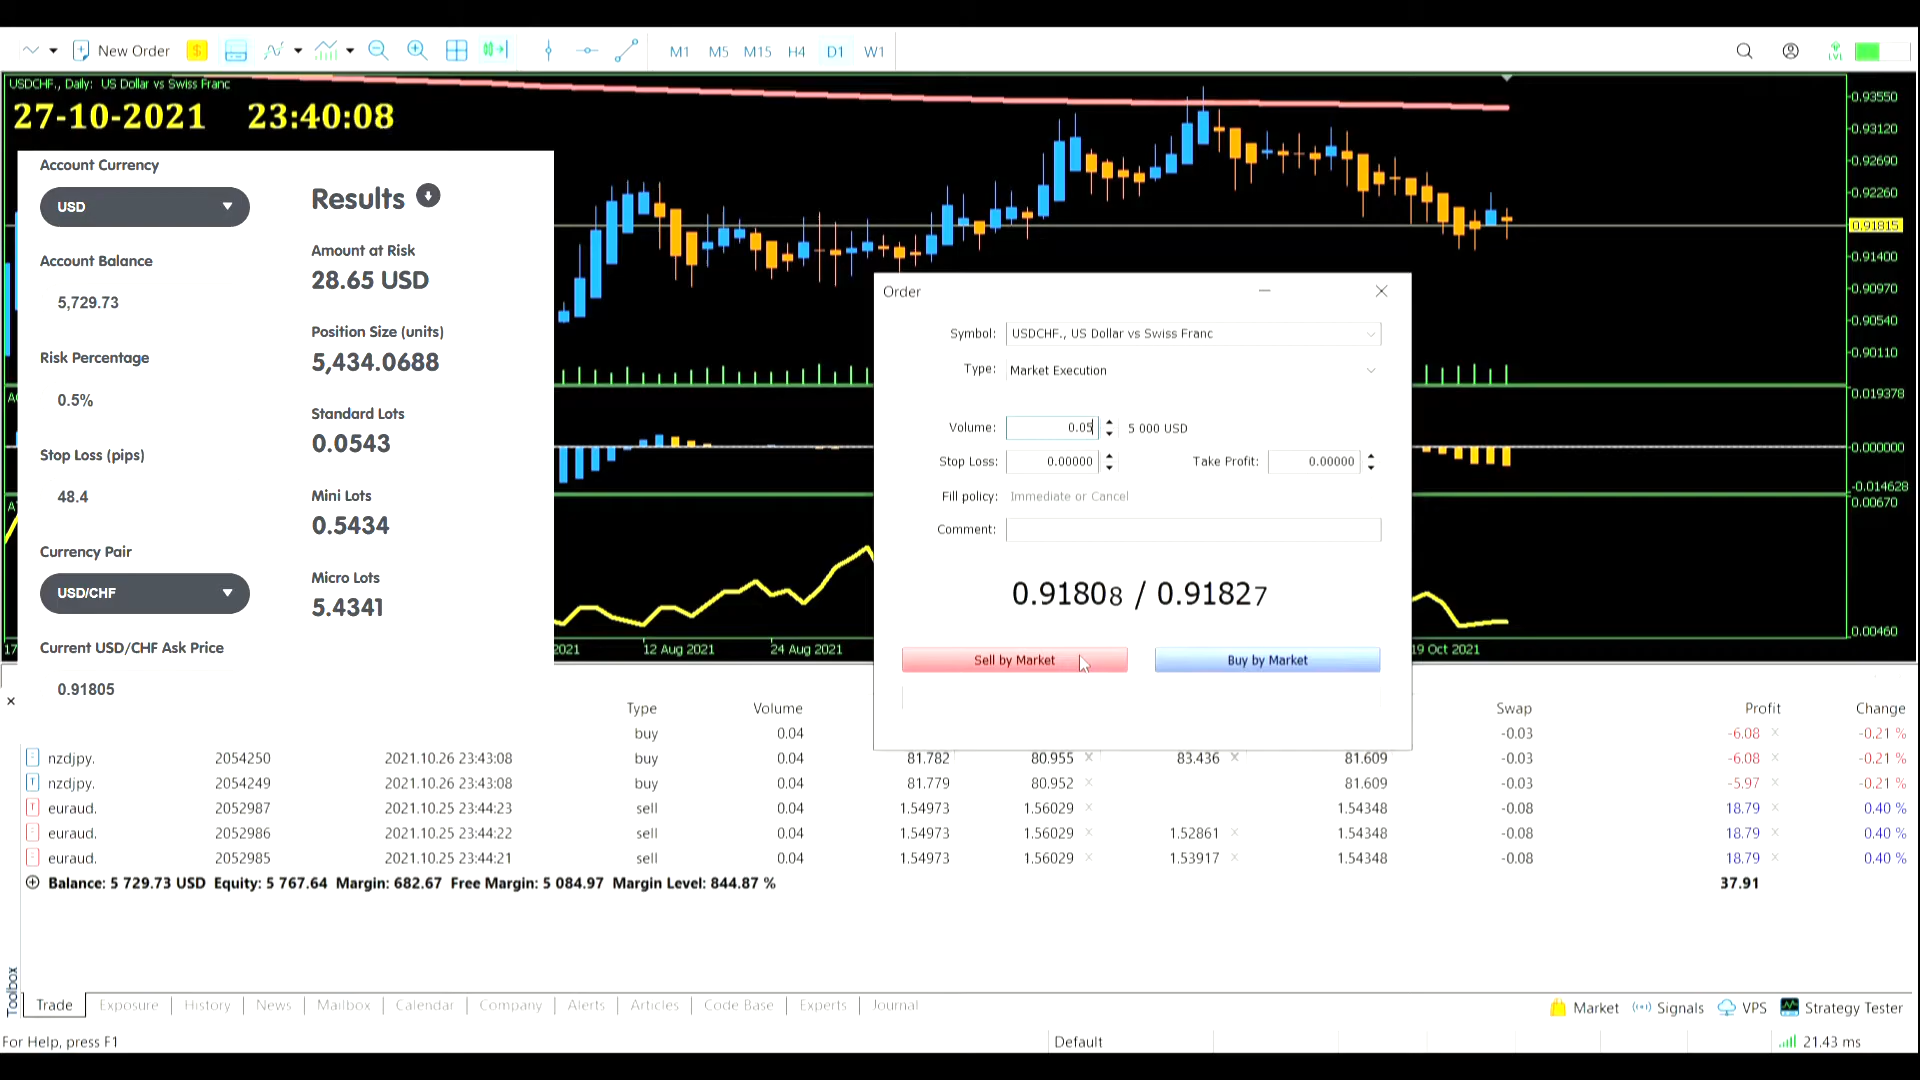 New Order $ M1 M5 M15 H4 D1 W1 LVL
USDCHF., Daily: US Dollar vs Swiss Franc
27-10-2021 23:40:08
0.93550
0.93120
0.92690
0.92260
0.91815
0.91400
0.90970
0.90540
0.90110
0.019378
0.000000
-0.014628
0.00670
0.00460
Account Currency
USD
Account Balance
5,729.73
Risk Percentage
0.5%
Stop Loss (pips)
48.4
Currency Pair
USD/CHF
Current USD/CHF Ask Price
0.91805
Results
Amount at Risk
28.65 USD
Position Size (units)
5,434.0688
Standard Lots
0.0543
Mini Lots
0.5434
Micro Lots
5.4341
17 2021 12 Aug 2021 24 Aug 2021 19 Oct 2021
Order
Symbol: USDCHF., US Dollar vs Swiss Franc
Type: Market Execution
Volume: 0.05 5 000 USD
Stop Loss: 0.00000 Take Profit: 0.00000
Fill policy: Immediate or Cancel
Comment:
0.91808 / 0.91827
Sell by Market Buy by Market
Type Volume Swap Profit Change
buy 0.04 -0.03 -6.08 -0.21 %
nzdjpy. 2054250 2021.10.26 23:43:08 buy 0.04 81.782 80.955 83.436 81.609 -0.03 -6.08 -0.21 %
nzdjpy. 2054249 2021.10.26 23:43:08 buy 0.04 81.779 80.952 81.609 -0.03 -5.97 -0.21 %
euraud. 2052987 2021.10.25 23:44:23 sell 0.04 1.54973 1.56029 1.54348 -0.08 18.79 0.40 %
euraud. 2052986 2021.10.25 23:44:22 sell 0.04 1.54973 1.56029 1.52861 1.54348 -0.08 18.79 0.40 %
euraud. 2052985 2021.10.25 23:44:21 sell 0.04 1.54973 1.56029 1.53917 1.54348 -0.08 18.79 0.40 %
Balance: 5 729.73 USD Equity: 5 767.64 Margin: 682.67 Free Margin: 5 084.97 Margin Level: 844.87 % 37.91
Toolbox
Trade Exposure History News Mailbox Calendar Company Alerts Articles Code Base Experts Journal
Market Signals VPS Strategy Tester
For Help, press F1 Default 21.43 ms